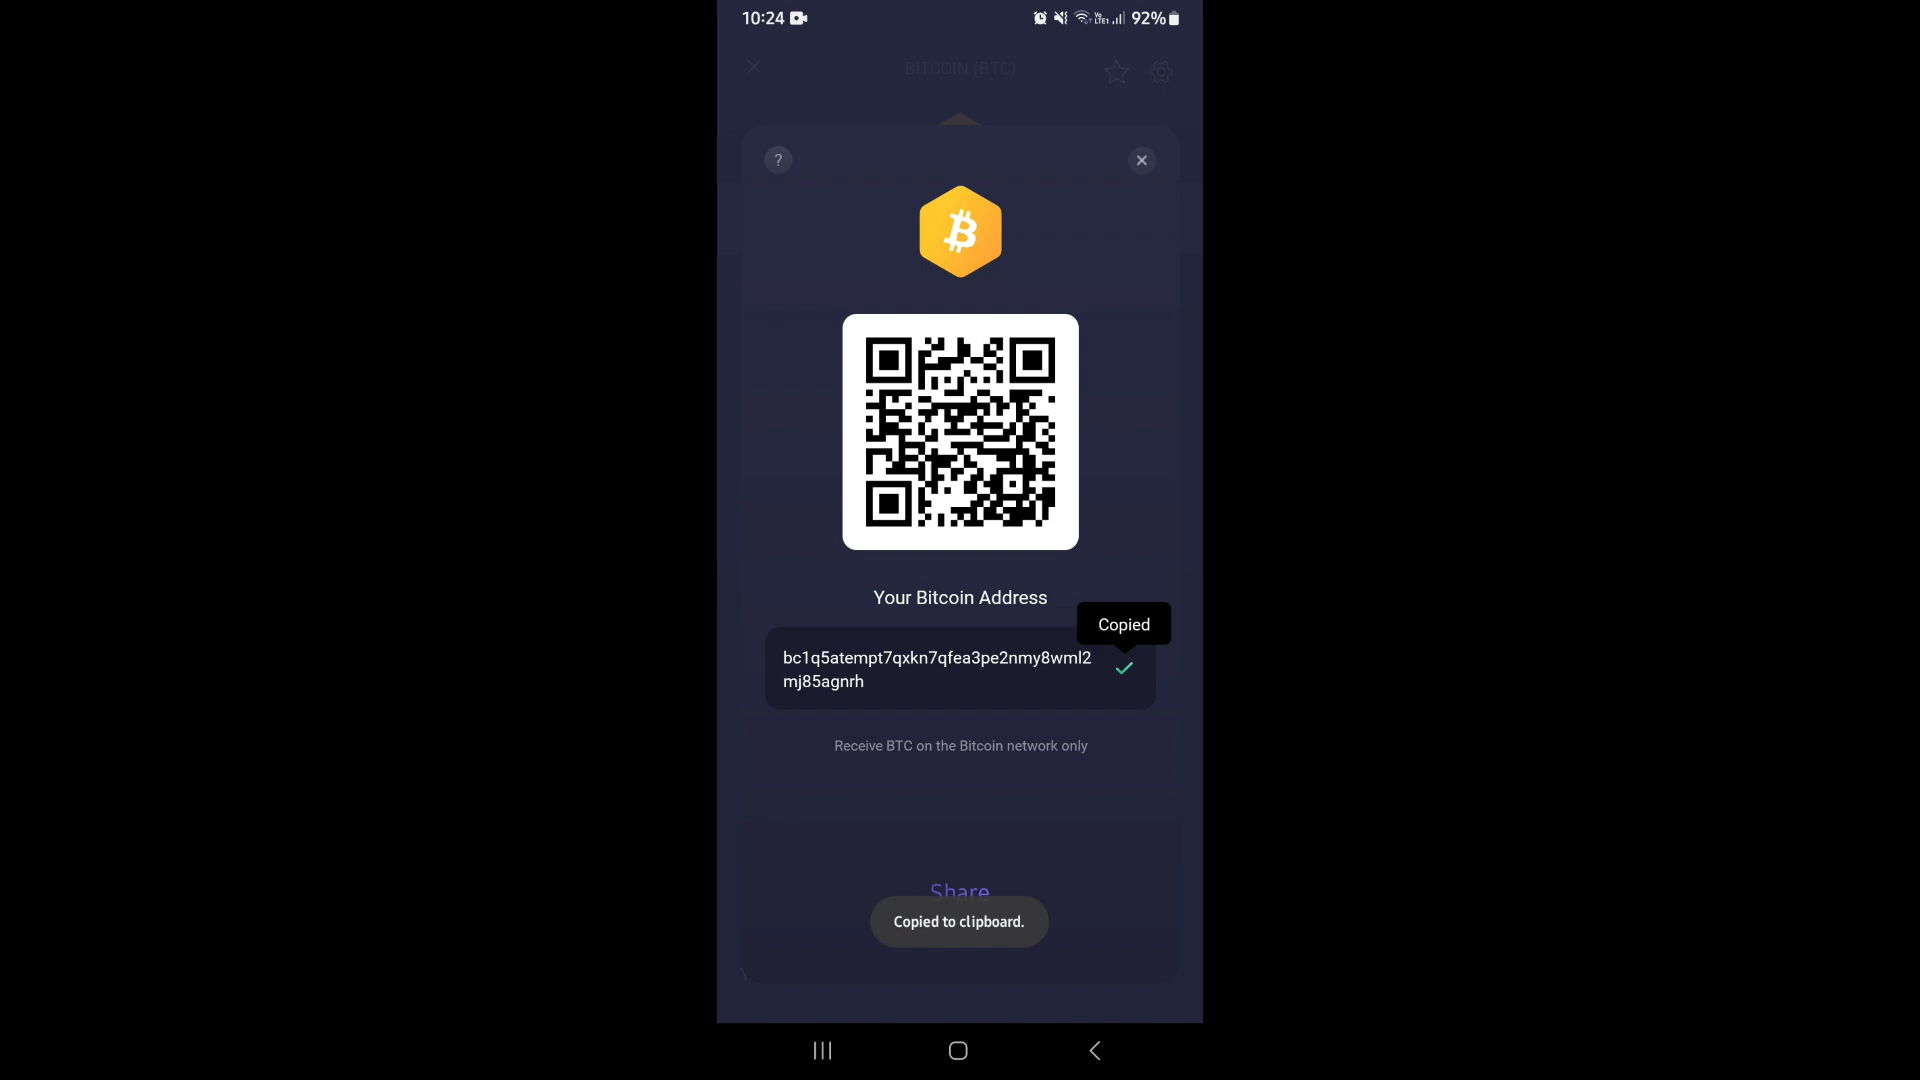 10:24
92%
BITCOIN (BTC)
?
Your Bitcoin Address
Copied
bc1q5atempt7qxkn7qfea3pe2nmy8wml2
mj85agnrh
Receive BTC on the Bitcoin network only
Share
Copied to clipboard.